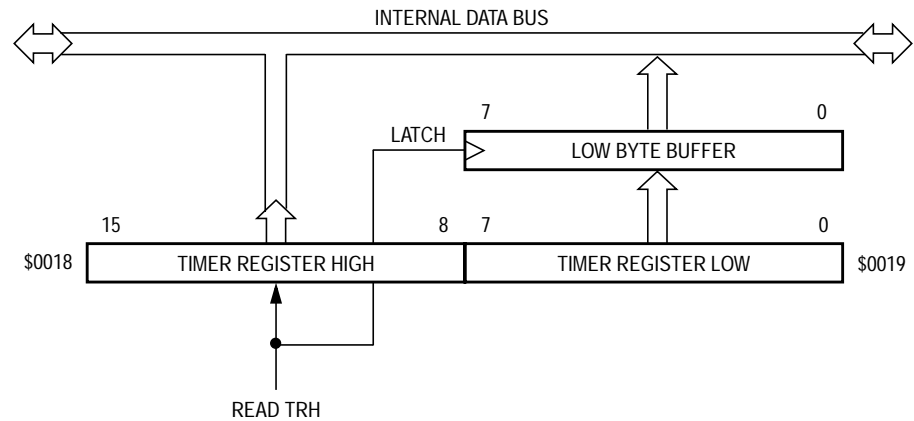 INTERNAL DATA BUS
7 0
LATCH
LOW BYTE BUFFER
15 8 7 0
$0018 TIMER REGISTER HIGH TIMER REGISTER LOW $0019
READ TRH